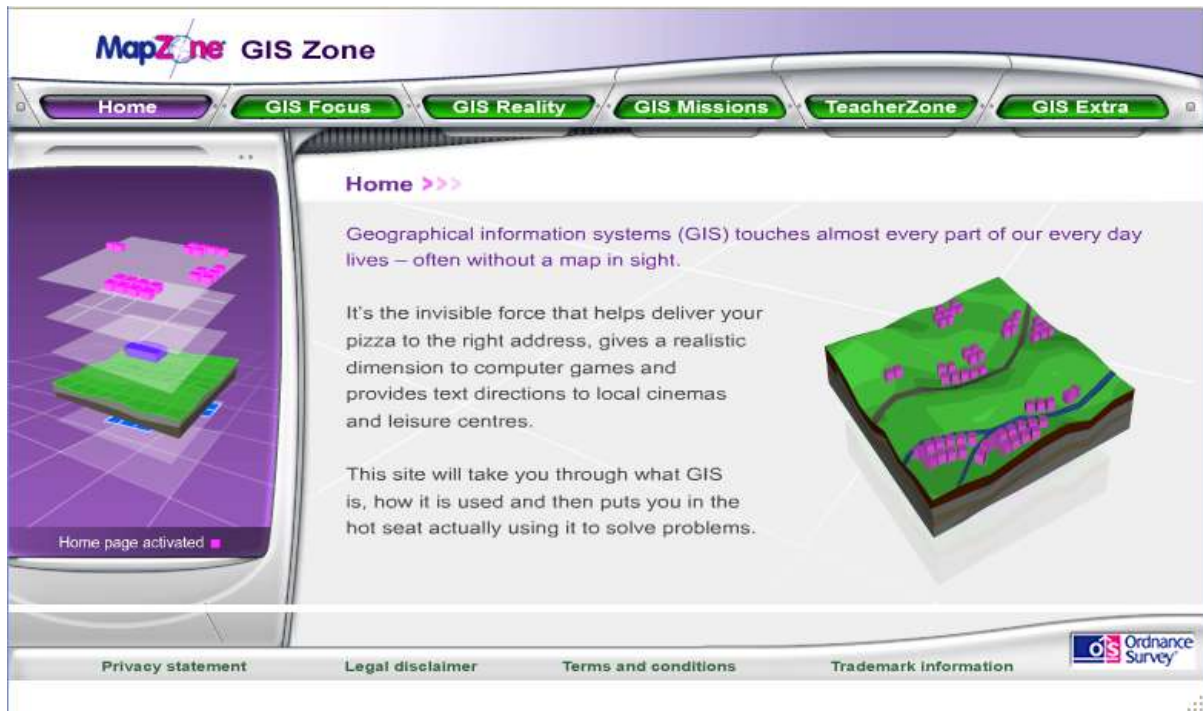 MapZone GIS Zone
Home GIS Focus GIS Reality GIS Missions TeacherZone GIS Extra
Home >>>
Geographical information systems (GIS) touches almost every part of our every day
lives – often without a map in sight.
It's the invisible force that helps deliver your
pizza to the right address, gives a realistic
dimension to computer games and
provides text directions to local cinemas
and leisure centres.
This site will take you through what GIS
is, how it is used and then puts you in the
hot seat actually using it to solve problems.
Home page activated
Privacy statement Legal disclaimer Terms and conditions Trademark information
OS Ordnance
Survey